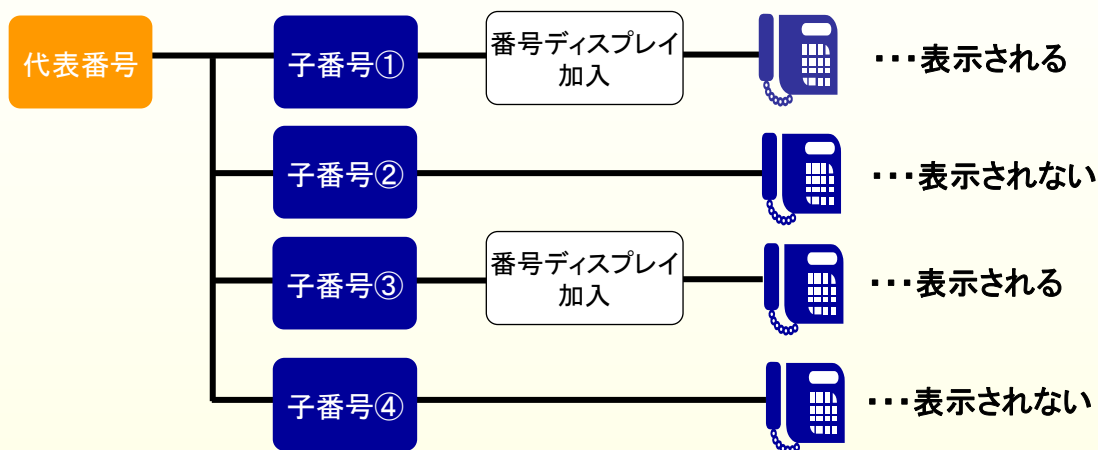 代表番号
子番号①
番号ディスプレイ
加入
・・・表示される
子番号②
・・・表示されない
子番号③
番号ディスプレイ
加入
・・・表示される
子番号④
・・・表示されない